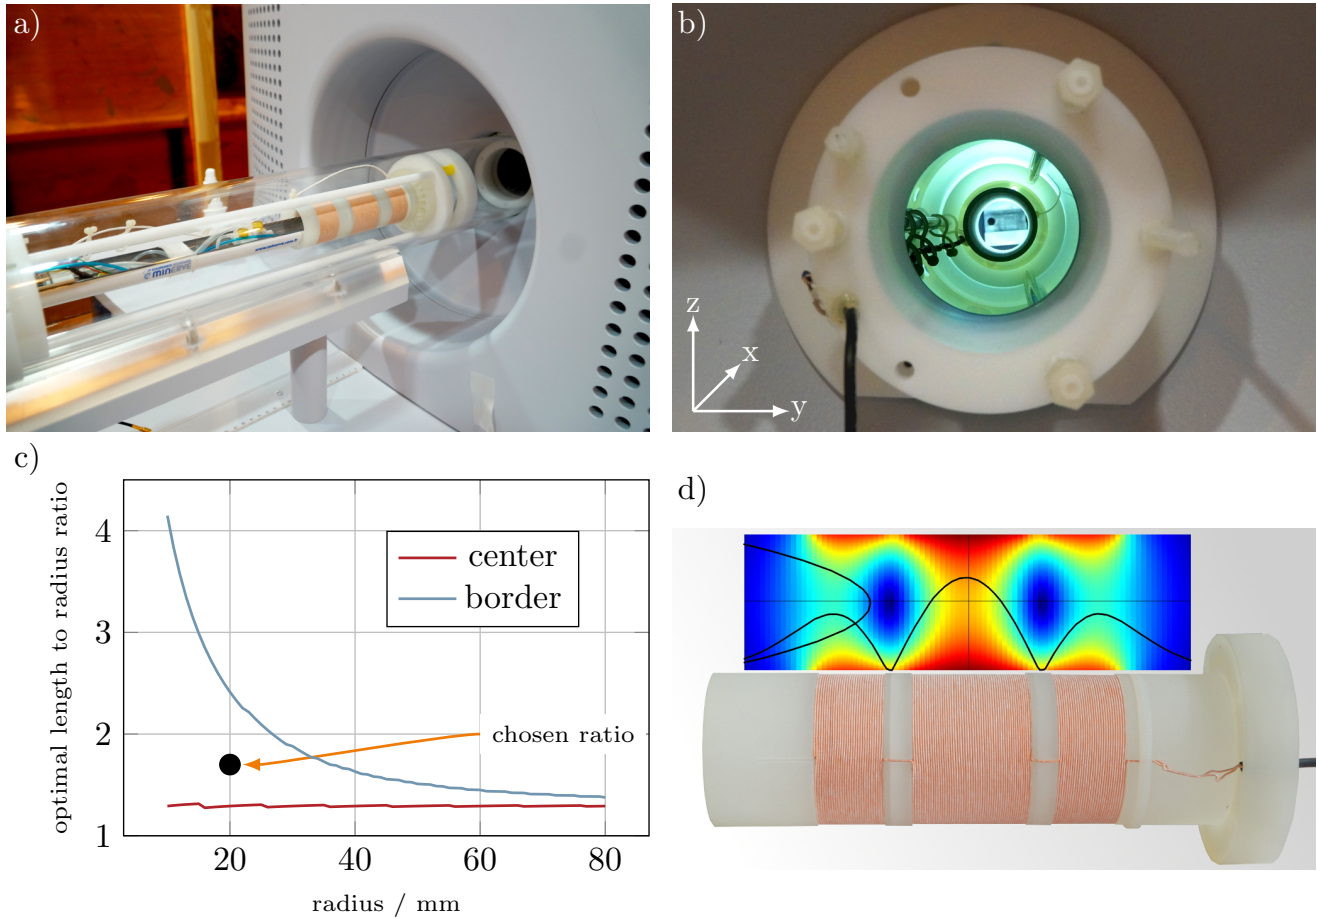 a)
minerve
b)
z
x
y
c)
optimal length to radius ratio
4
3
2
1
center
border
chosen ratio
20
40
60
80
radius / mm
d)